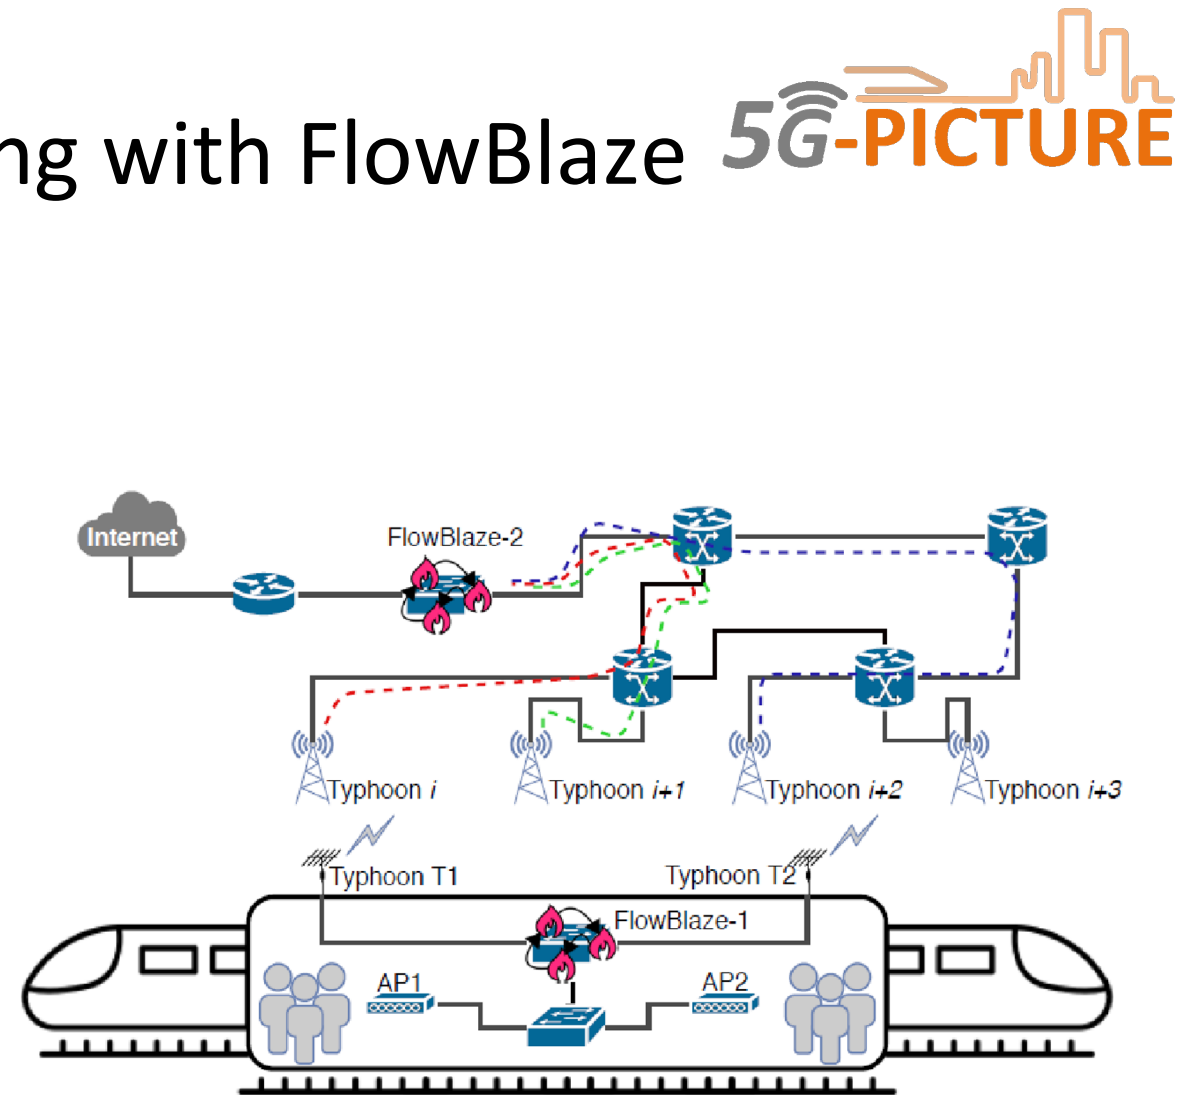 5G-PICTURE
ng with FlowBlaze
Internet
FlowBlaze-2
Typhoon i
Typhoon i+1
Typhoon i+2
Typhoon i+3
Typhoon T1
Typhoon T2
FlowBlaze-1
AP1
AP2